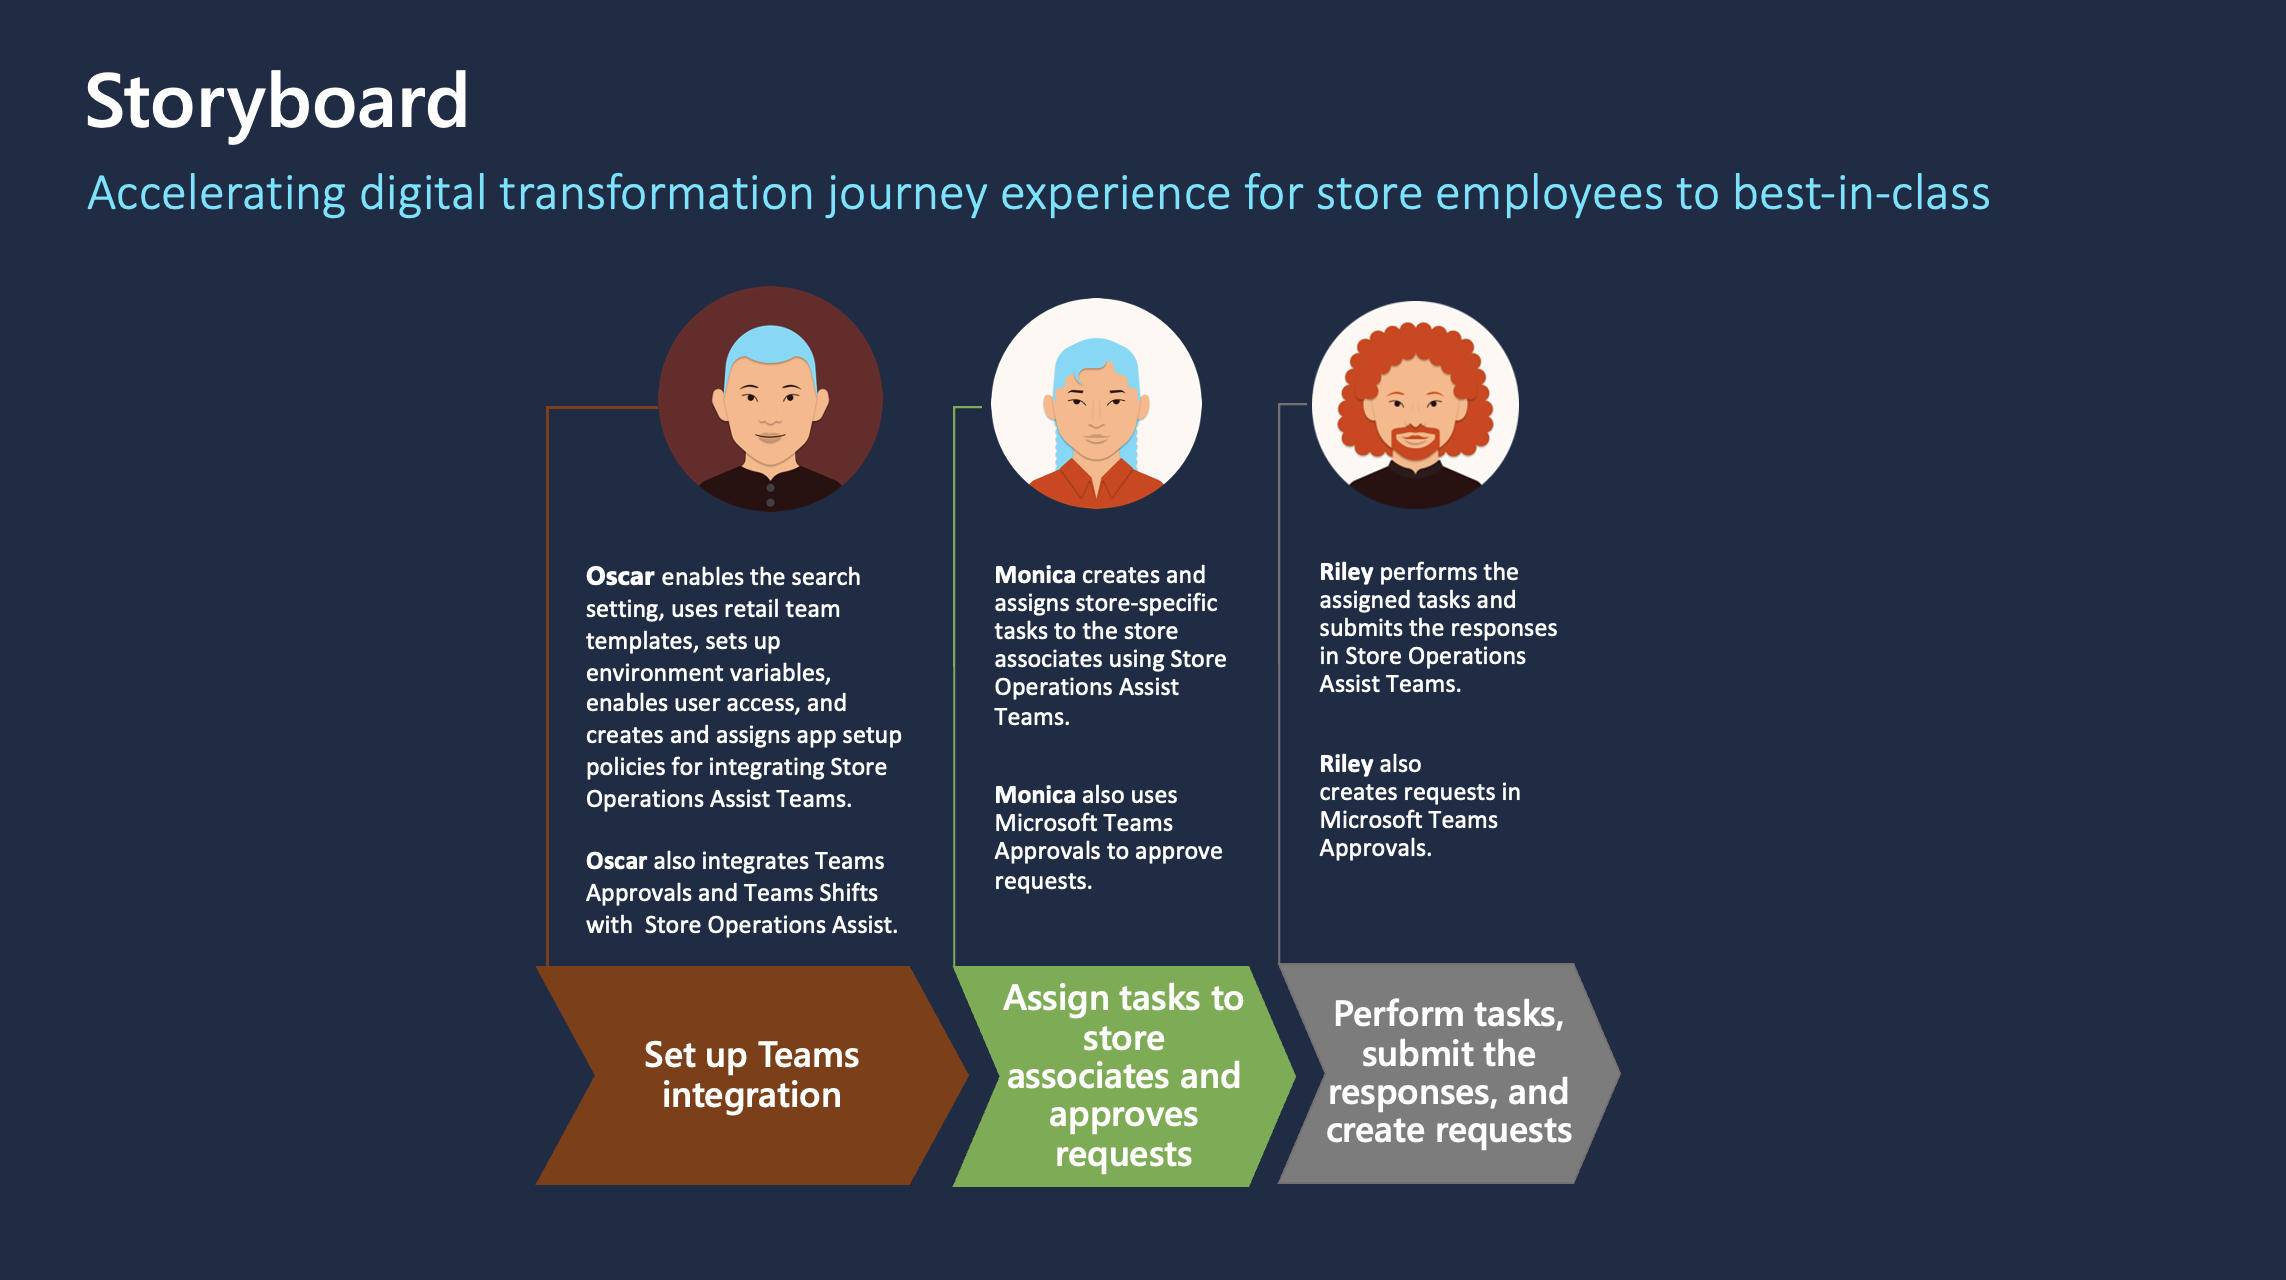 Storyboard
Accelerating digital transformation journey experience for store employees to best-in-class
Oscar enables the search
setting, uses retail team
templates, sets up
environment variables,
enables user access, and
creates and assigns app setup
policies for integrating Store
Operations Assist Teams.
Oscar also integrates Teams
Approvals and Teams Shifts
with  Store Operations Assist.
Set up Teams
integration
Monica creates and
assigns store-specific
tasks to the store
associates using Store
Operations Assist
Teams.
Monica also uses
Microsoft Teams
Approvals to approve
requests.
Assign tasks to
store
associates and
approves
requests
Riley performs the
assigned tasks and
submits the responses
in Store Operations
Assist Teams.
Riley also
creates requests in
Microsoft Teams
Approvals.
Perform tasks,
submit the
responses, and
create requests